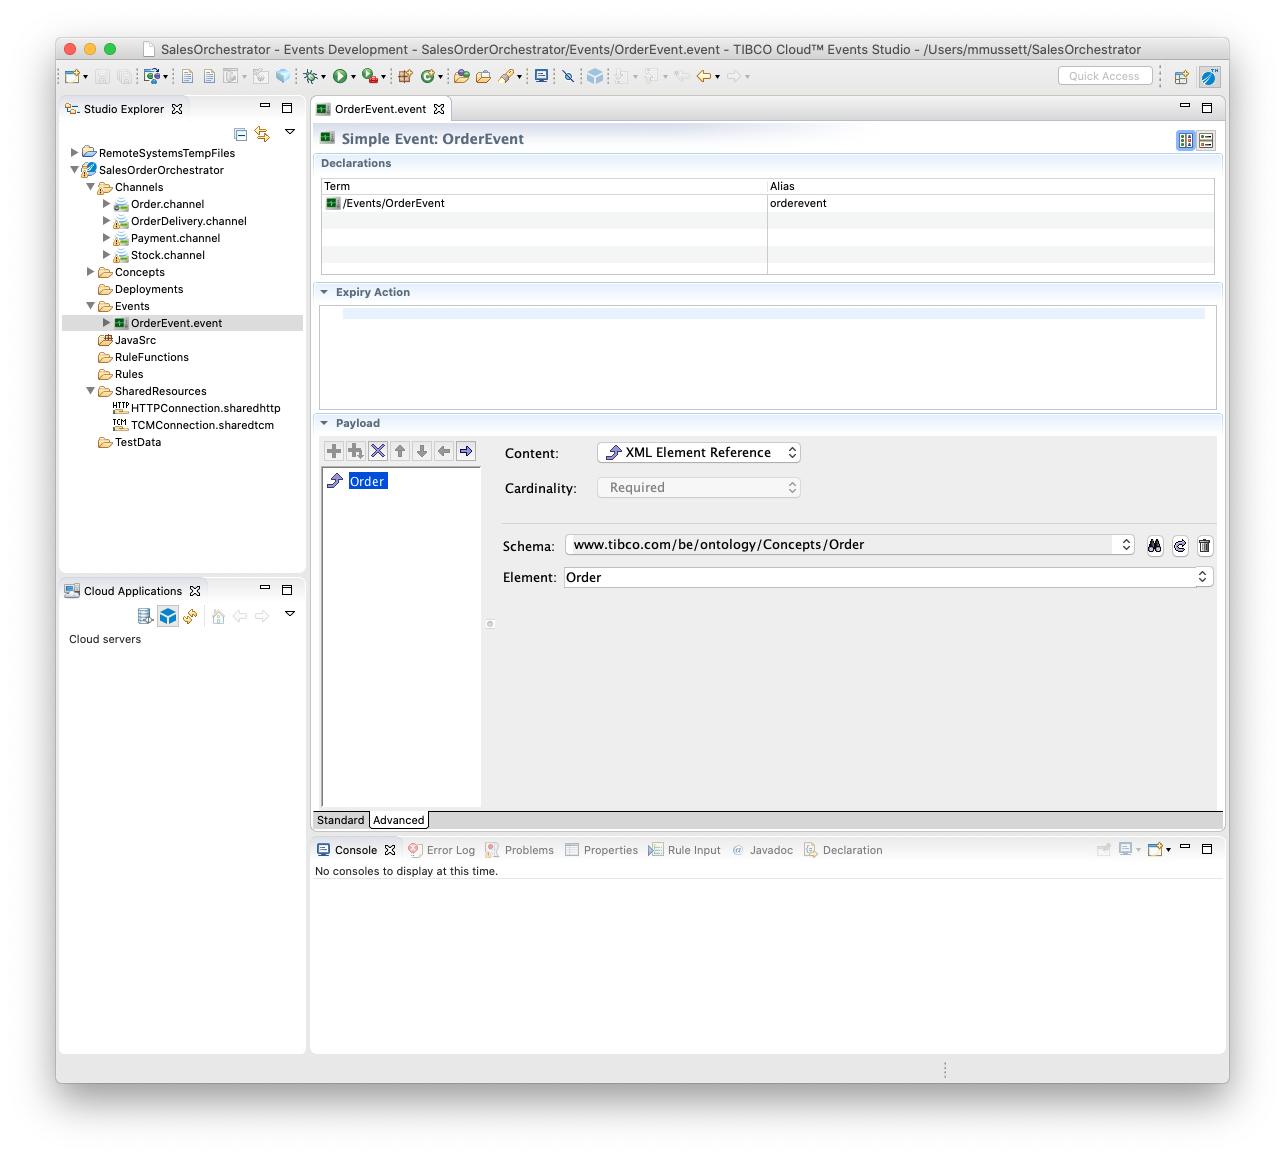 SalesOrchestrator - Events Development - SalesOrderOrchestrator/Events/OrderEvent.event - TIBCO Cloud™ Events Studio - /Users/mmussett/SalesOrchestrator
Quick Access
Studio Explorer
RemoteSystemsTempFiles
SalesOrderOrchestrator
Channels
Order.channel
OrderDelivery.channel
Payment.channel
Stock.channel
Concepts
Deployments
Events
OrderEvent.event
JavaSrc
RuleFunctions
Rules
SharedResources
HTTP HTTPConnection.sharedhttp
TCM TCMConnection.sharedtcm
TestData
Cloud Applications
Cloud servers
OrderEvent.event
Simple Event: OrderEvent
Declarations
Term Alias
/Events/OrderEvent orderevent
Expiry Action
Payload
Order
Content: XML Element Reference
Cardinality: Required
Schema: www.tibco.com/be/ontology/Concepts/Order
Element: Order
Standard Advanced
Console Error Log Problems Properties Rule Input @ Javadoc Declaration
No consoles to display at this time.